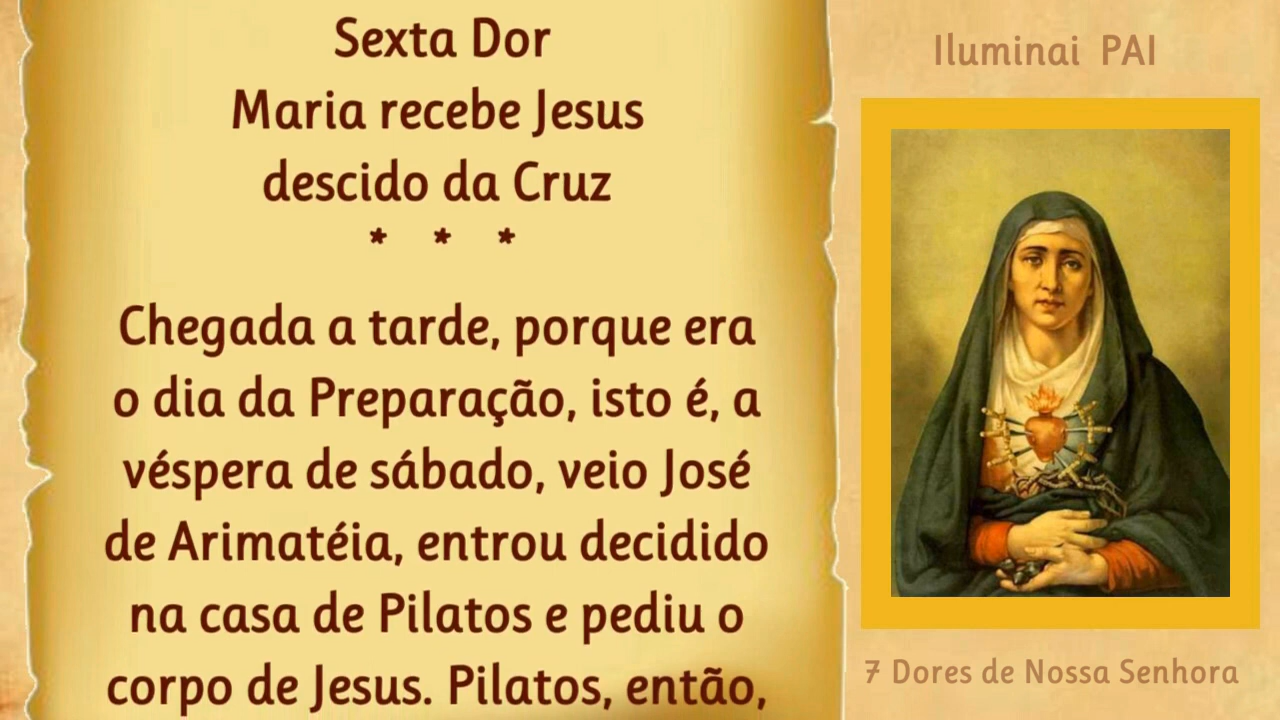 Sexta Dor
Maria recebe Jesus
descido da Cruz
* * *
Chegada a tarde, porque era
o dia da Preparação, isto é, a
véspera de sábado, veio José
de Arimatéia, entrou decidido
na casa de Pilatos e pediu o
corpo de Jesus. Pilatos, então,
Iluminai PAI
7 Dores de Nossa Senhora